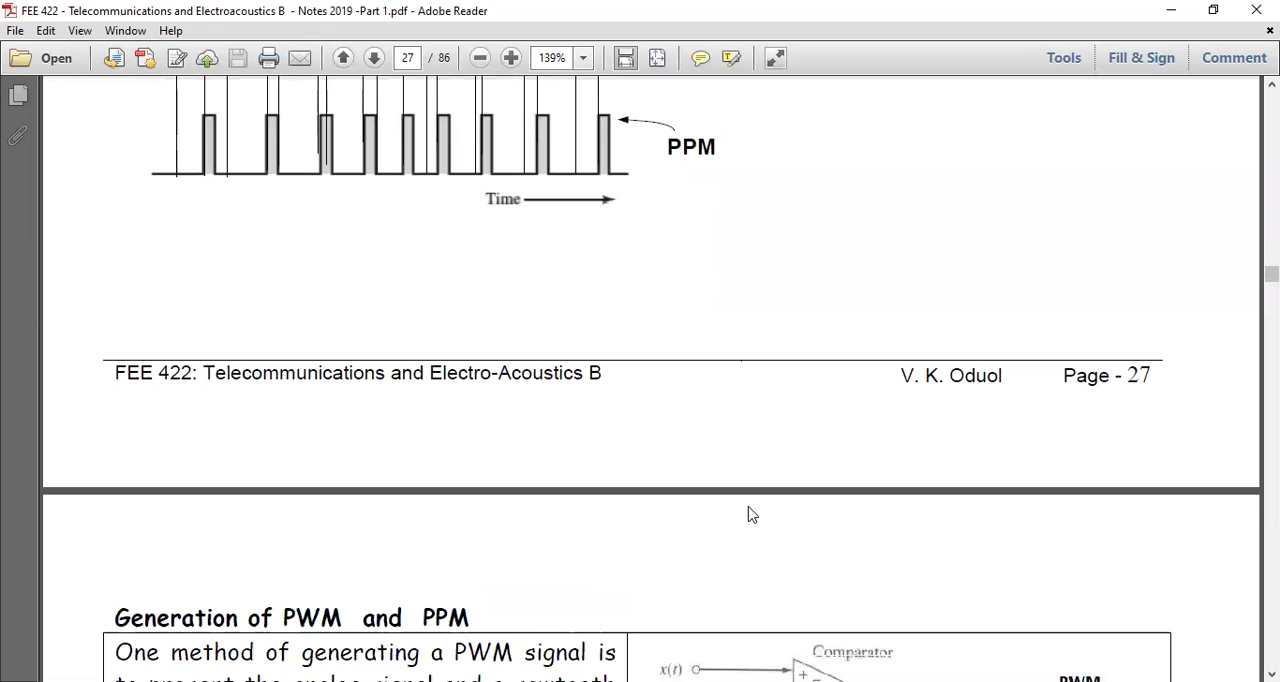 FEE 422 - Telecommunications and Electroacoustics B - Notes 2019 -Part 1.pdf - Adobe Reader
File Edit View Window Help
Open 27 / 86 139% Tools Fill & Sign Comment
PPM
Time
FEE 422: Telecommunications and Electro-Acoustics B V. K. Oduol Page - 27
Generation of PWM and PPM
One method of generating a PWM signal is
x(t) Comparator
+ -
PWM